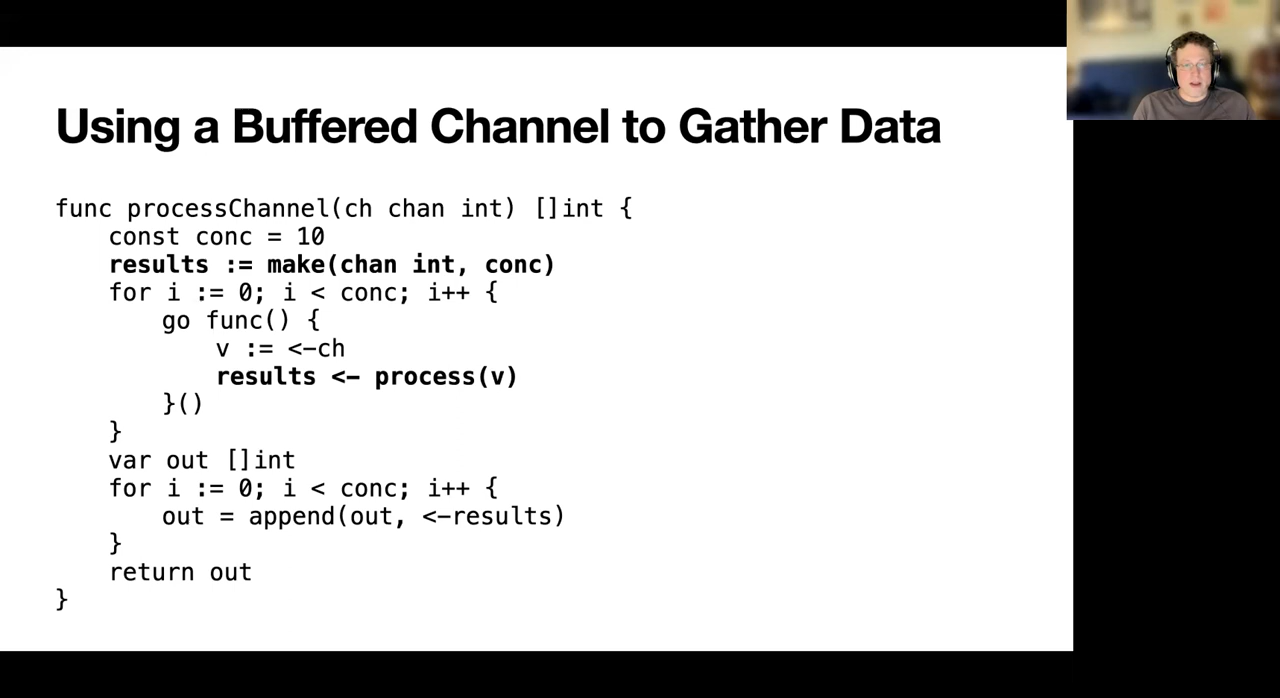 Using a Buffered Channel to Gather Data
func processChannel(ch chan int) []int {
    const conc = 10
    results := make(chan int, conc)
    for i := 0; i < conc; i++ {
        go func() {
            v := <-ch
            results <- process(v)
        }()
    }
    var out []int
    for i := 0; i < conc; i++ {
        out = append(out, <-results)
    }
    return out
}